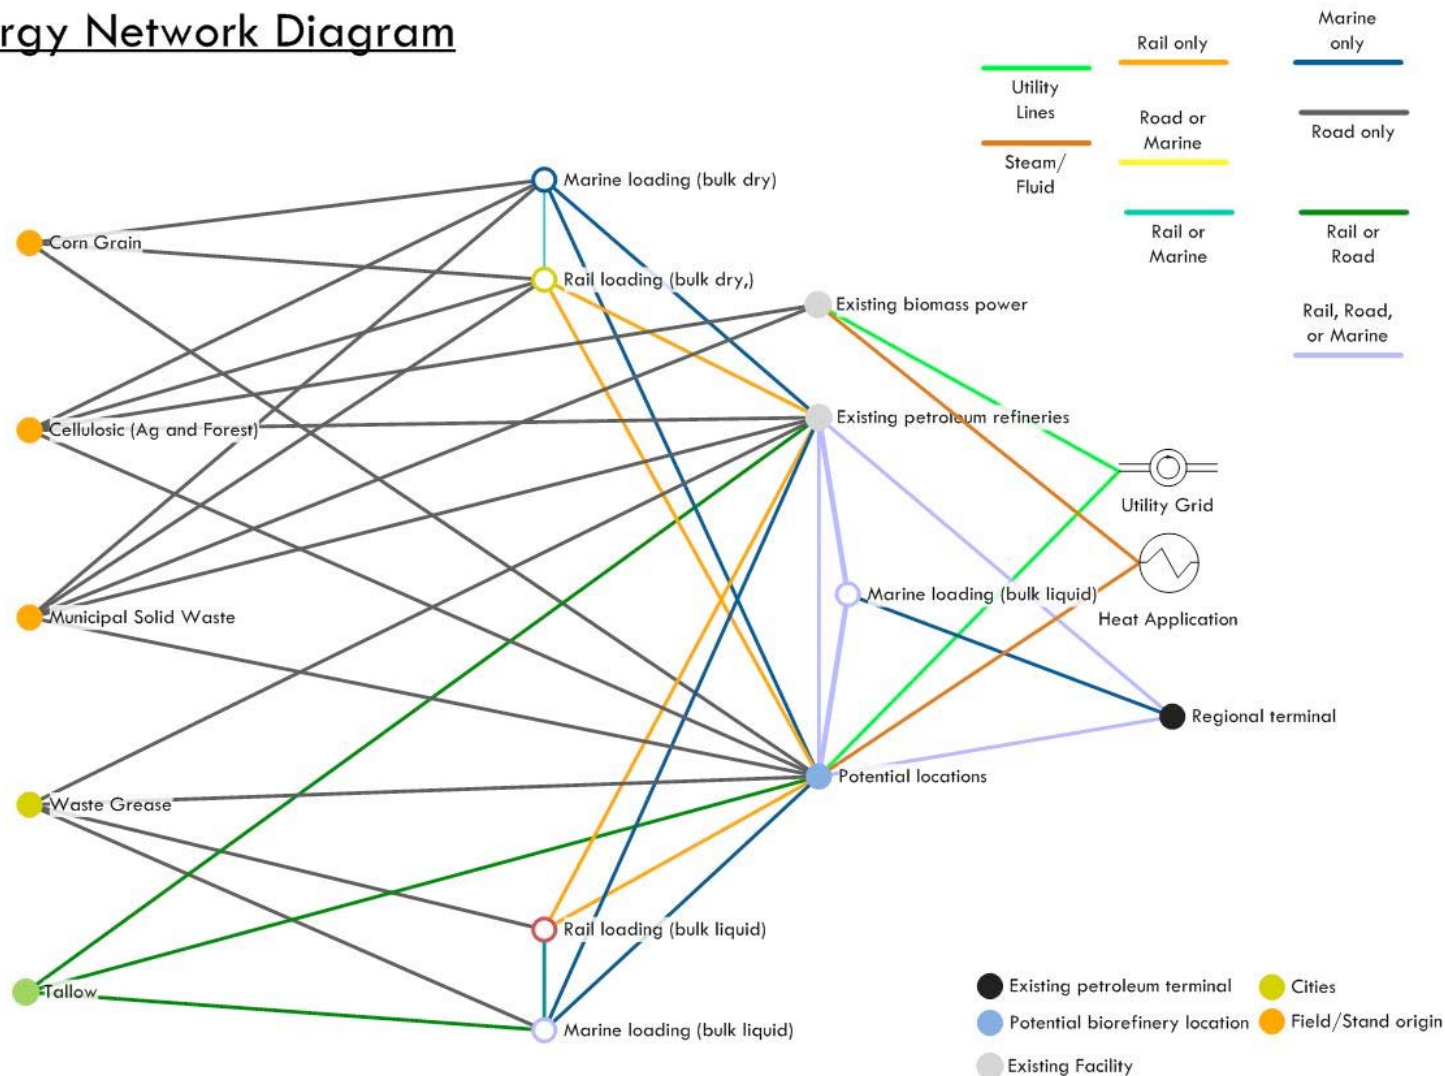 rgy Network Diagram
Marine
only
Rail only
Utility
Lines
Road or
Marine
Road only
Steam/
Fluid
Rail or
Marine
Rail or
Road
Rail, Road,
or Marine
Marine loading (bulk dry)
Corn Grain
Rail loading (bulk dry,)
Existing biomass power
Existing petroleum refineries
Cellulosic (Ag and Forest)
Utility Grid
Marine loading (bulk liquid)
Heat Application
Municipal Solid Waste
Regional terminal
Potential locations
Waste Grease
Rail loading (bulk liquid)
Tallow
Marine loading (bulk liquid)
Existing petroleum terminal
Cities
Potential biorefinery location
Field/Stand origin
Existing Facility